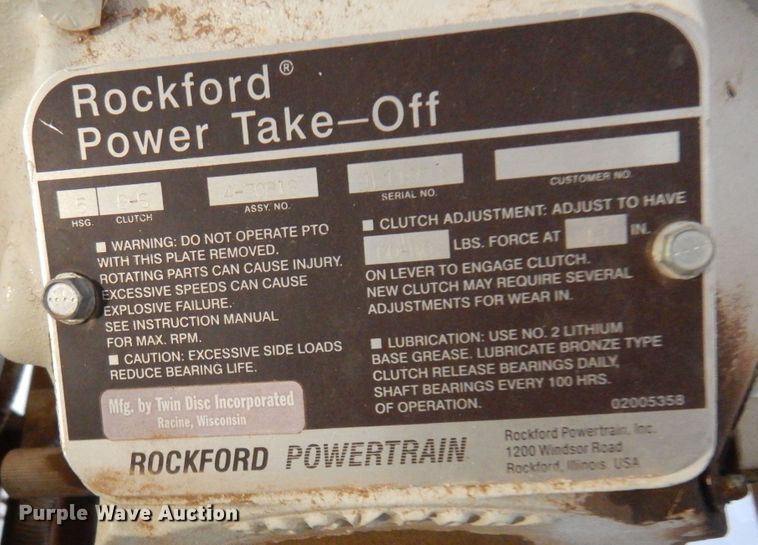 Rockford®
Power Take-Off
HSG. CLUTCH
ASSY. NO.
SERIAL NO.
CUSTOMER NO.
■ WARNING: DO NOT OPERATE PTO
WITH THIS PLATE REMOVED.
ROTATING PARTS CAN CAUSE INJURY.
EXCESSIVE SPEEDS CAN CAUSE
EXPLOSIVE FAILURE.
SEE INSTRUCTION MANUAL
FOR MAX. RPM.
■ CAUTION: EXCESSIVE SIDE LOADS
REDUCE BEARING LIFE.
■ CLUTCH ADJUSTMENT: ADJUST TO HAVE
LBS. FORCE AT IN.
ON LEVER TO ENGAGE CLUTCH.
NEW CLUTCH MAY REQUIRE SEVERAL
ADJUSTMENTS FOR WEAR IN.
■ LUBRICATION: USE NO. 2 LITHIUM
BASE GREASE. LUBRICATE BRONZE TYPE
CLUTCH RELEASE BEARINGS DAILY,
SHAFT BEARINGS EVERY 100 HRS.
OF OPERATION.
02005358
Mfg. by Twin Disc Incorporated
Racine, Wisconsin
ROCKFORD POWERTRAIN
Rockford Powertrain, Inc.
1200 Windsor Road
Rockford, Illinois, USA
Purple Wave Auction